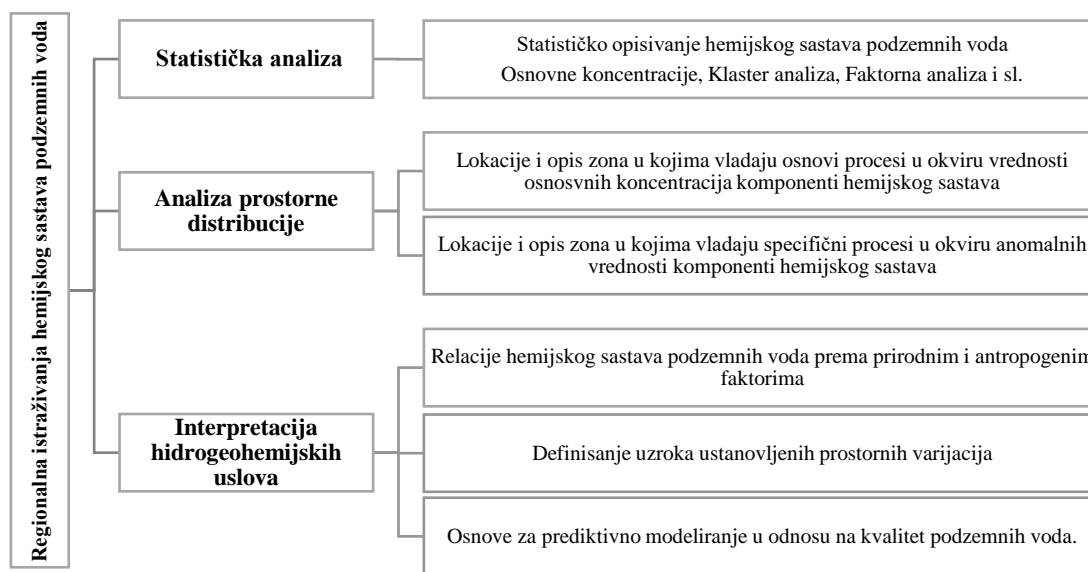 Regionalna istraživanja hemijskog sastava podzemnih voda
Statistička analiza
Statističko opisivanje hemijskog sastava podzemnih voda
Osnovne koncentracije, Klaster analiza, Faktorna analiza i sl.
Analiza prostorne
distribucije
Lokacije i opis zona u kojima vladaju osnovi procesi u okviru vrednosti
osnosvnih koncentracija komponenti hemijskog sastava
Lokacije i opis zona u kojima vladaju specifični procesi u okviru anomalnih
vrednosti komponenti hemijskog sastava
Interpretacija
hidrogeohemijskih
uslova
Relacije hemijskog sastava podzemnih voda prema prirodnim i antropogenim
faktorima
Definisanje uzroka ustanovljenih prostornih varijacija
Osnove za prediktivno modeliranje u odnosu na kvalitet podzemnih voda.